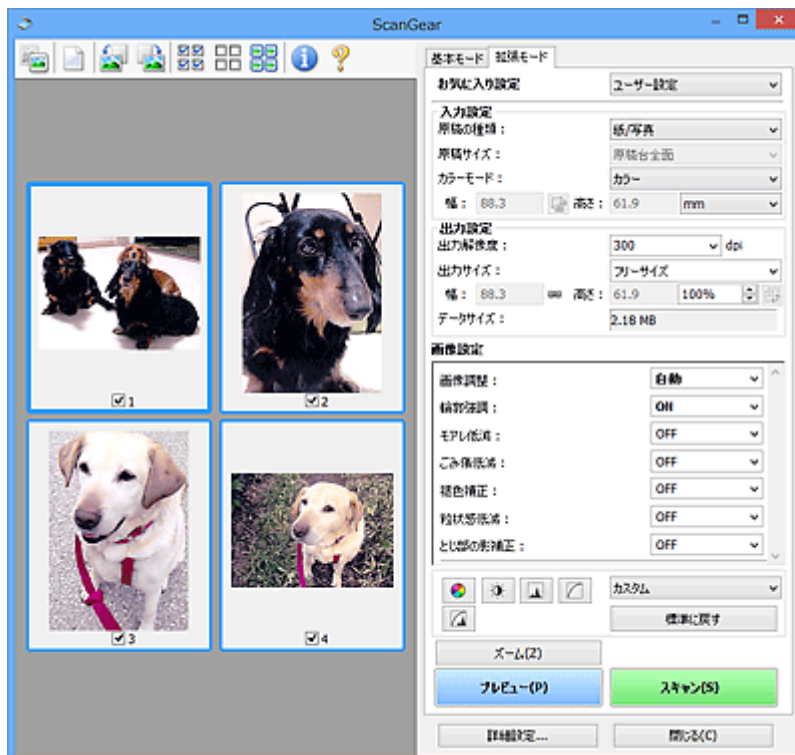 ScanGear
基本モード 拡張モード
お気に入り設定 ユーザー設定
入力設定
原稿の種類： 紙/写真
原稿サイズ： 原稿台全面
カラーモード： カラー
幅： 88.3 高さ： 61.9 mm
出力設定
出力解像度： 300 dpi
出力サイズ： フリーサイズ
幅： 88.3 高さ： 61.9 100%
データサイズ： 2.18 MB
画像設定
画像調整： 自動
輪郭強調： ON
モアレ低減： OFF
ごみ傷低減： OFF
褪色補正： OFF
粒状感低減： OFF
とじ部の影補正： OFF
カスタム
標準に戻す
ズーム(Z)
プレビュー(P) スキャン(S)
詳細設定... 閉じる(C)
1
2
3
4